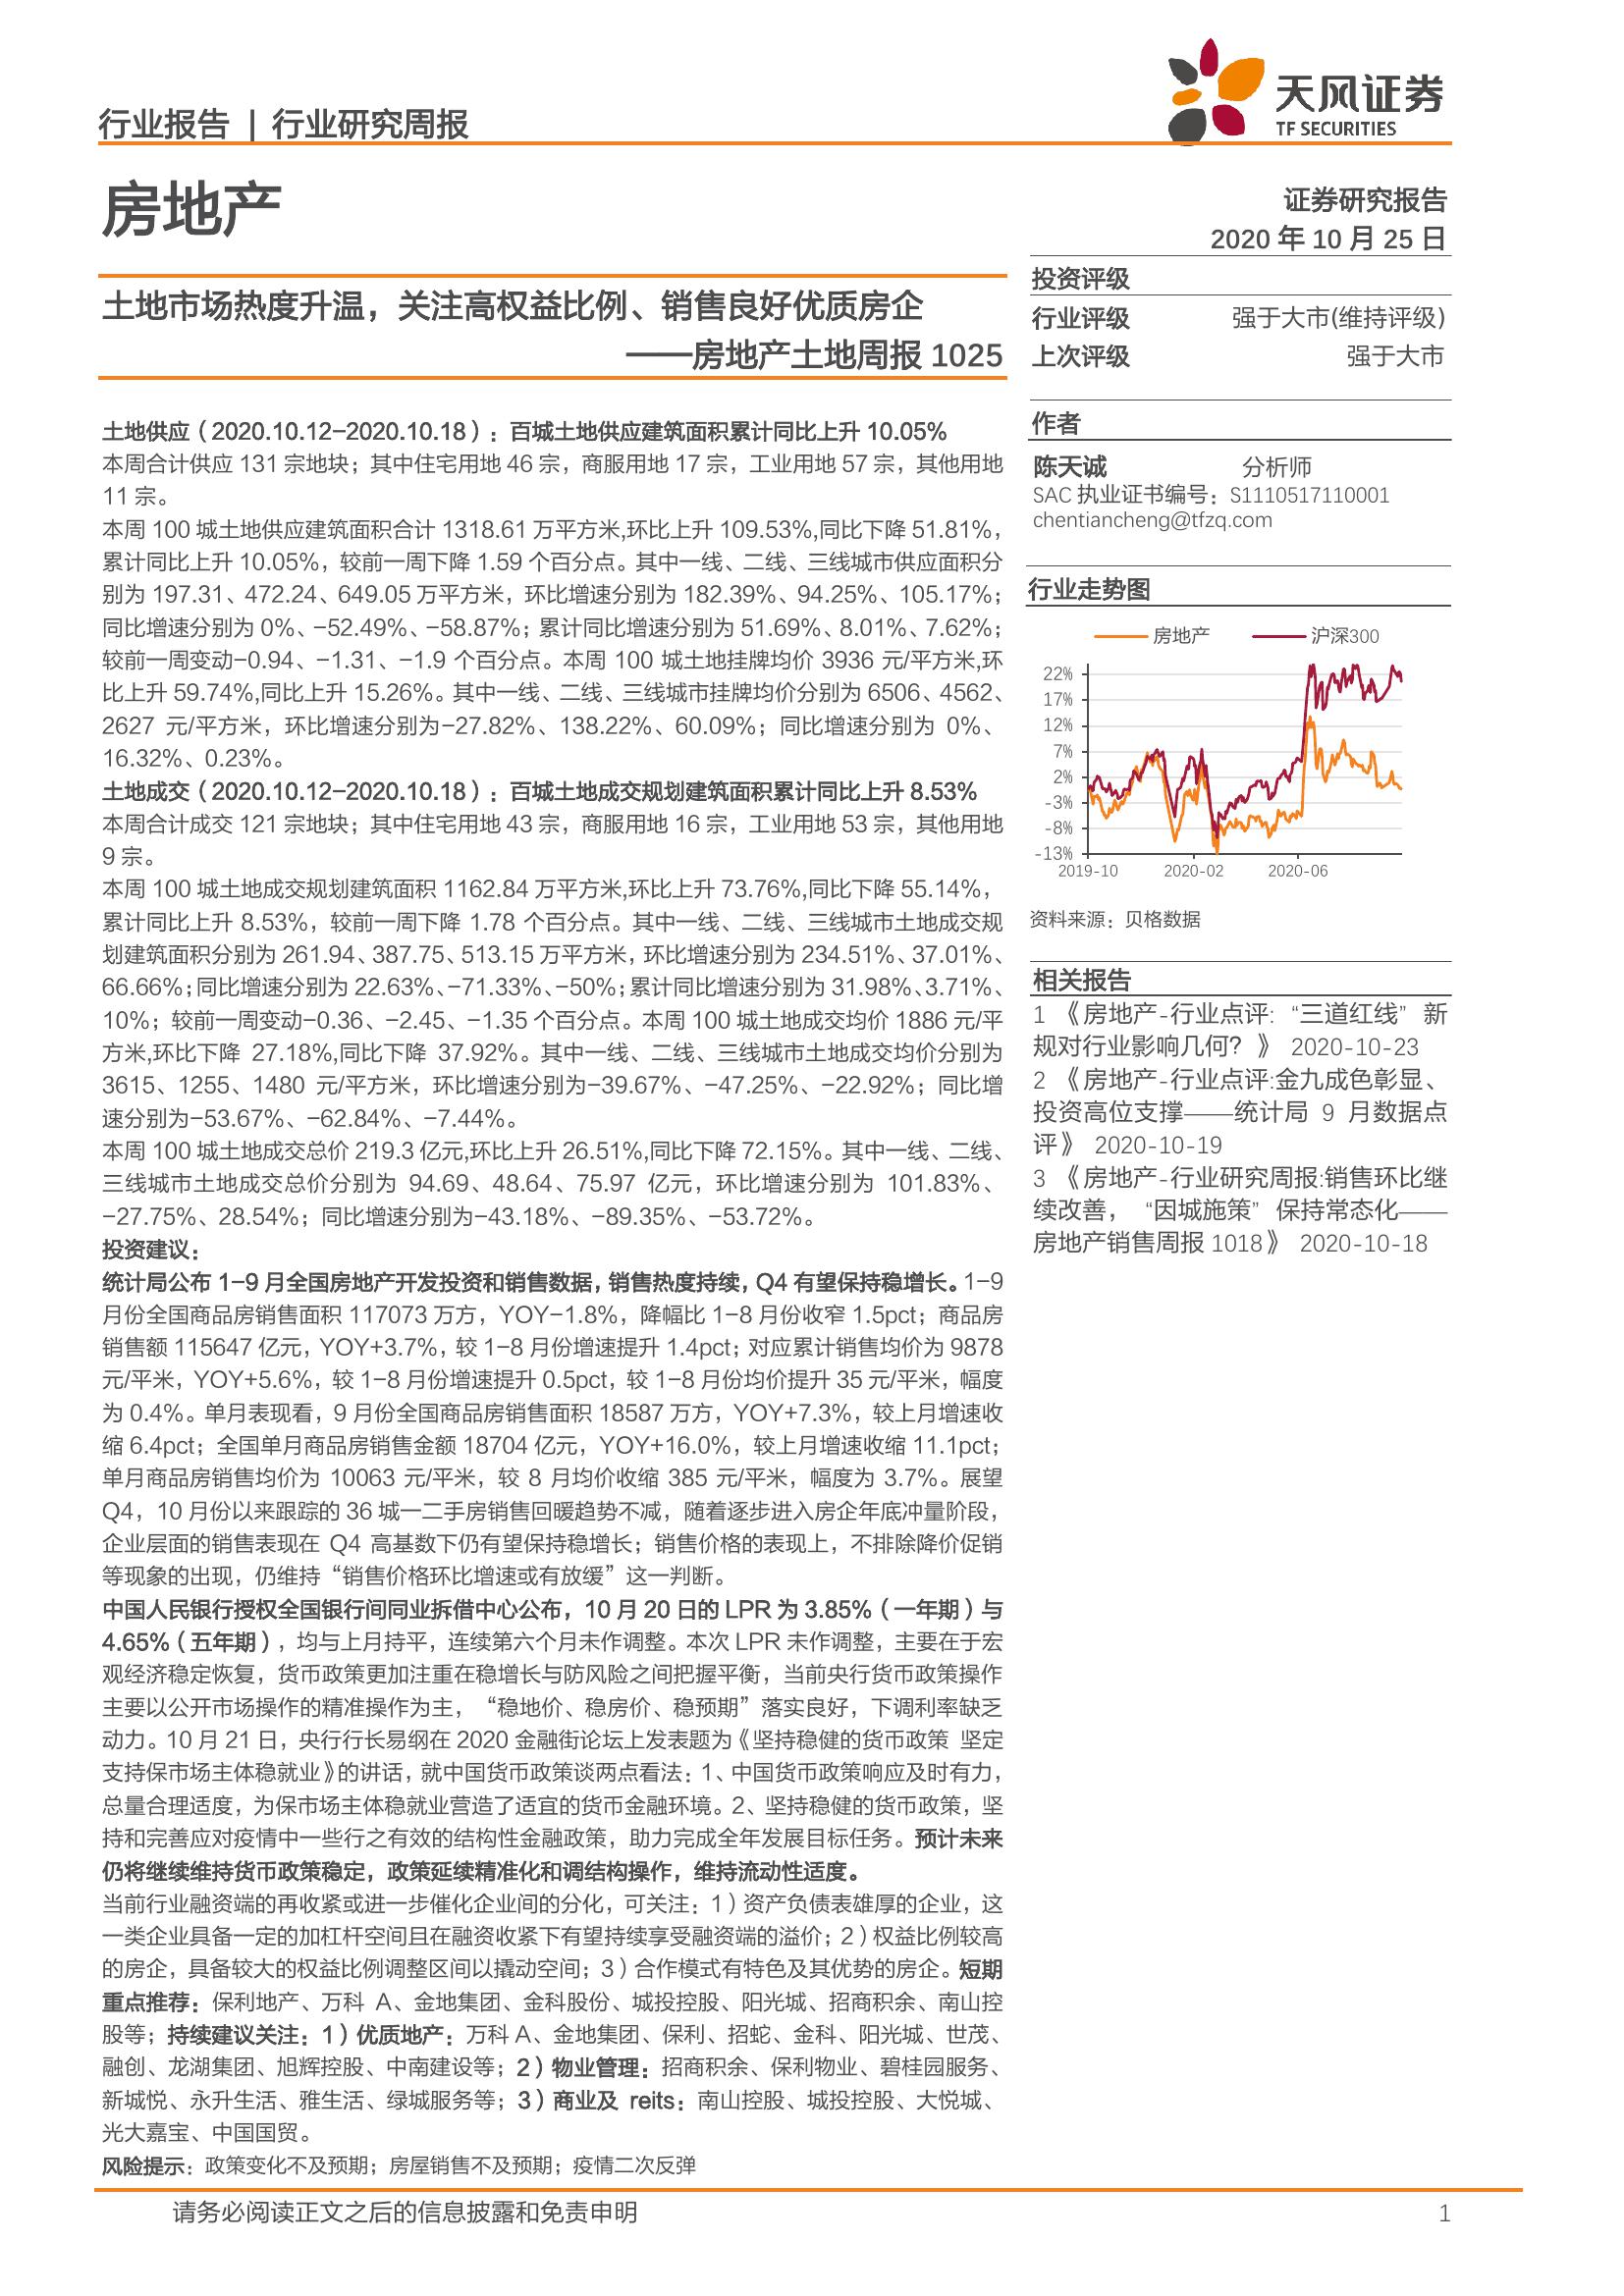 行业报告 | 行业研究周报
天风证券
TF SECURITIES
房地产
证券研究报告
2020 年 10 月 25 日
土地市场热度升温，关注高权益比例、销售良好优质房企
——房地产土地周报 1025
土地供应（2020.10.12-2020.10.18）：百城土地供应建筑面积累计同比上升 10.05%
本周合计供应 131 宗地块；其中住宅用地 46 宗，商服用地 17 宗，工业用地 57 宗，其他用地
11 宗。
本周 100 城土地供应建筑面积合计 1318.61 万平方米,环比上升 109.53%,同比下降 51.81%，
累计同比上升 10.05%，较前一周下降 1.59 个百分点。其中一线、二线、三线城市供应面积分
别为 197.31、472.24、649.05 万平方米，环比增速分别为 182.39%、94.25%、105.17%；
同比增速分别为 0%、-52.49%、-58.87%；累计同比增速分别为 51.69%、8.01%、7.62%；
较前一周变动-0.94、-1.31、-1.9 个百分点。本周 100 城土地挂牌均价 3936 元/平方米,环
比上升 59.74%,同比上升 15.26%。其中一线、二线、三线城市挂牌均价分别为 6506、4562、
2627 元/平方米，环比增速分别为-27.82%、138.22%、60.09%；同比增速分别为 0%、
16.32%、0.23%。
土地成交（2020.10.12-2020.10.18）：百城土地成交规划建筑面积累计同比上升 8.53%
本周合计成交 121 宗地块；其中住宅用地 43 宗，商服用地 16 宗，工业用地 53 宗，其他用地
9 宗。
本周 100 城土地成交规划建筑面积 1162.84 万平方米,环比上升 73.76%,同比下降 55.14%，
累计同比上升 8.53%，较前一周下降 1.78 个百分点。其中一线、二线、三线城市土地成交规
划建筑面积分别为 261.94、387.75、513.15 万平方米，环比增速分别为 234.51%、37.01%、
66.66%；同比增速分别为 22.63%、-71.33%、-50%；累计同比增速分别为 31.98%、3.71%、
10%；较前一周变动-0.36、-2.45、-1.35 个百分点。本周 100 城土地成交均价 1886 元/平
方米,环比下降 27.18%,同比下降 37.92%。其中一线、二线、三线城市土地成交均价分别为
3615、1255、1480 元/平方米，环比增速分别为-39.67%、-47.25%、-22.92%；同比增
速分别为-53.67%、-62.84%、-7.44%。
本周 100 城土地成交总价 219.3 亿元,环比上升 26.51%,同比下降 72.15%。其中一线、二线、
三线城市土地成交总价分别为 94.69、48.64、75.97 亿元，环比增速分别为 101.83%、
-27.75%、28.54%；同比增速分别为-43.18%、-89.35%、-53.72%。
投资建议：
统计局公布 1-9 月全国房地产开发投资和销售数据，销售热度持续，Q4 有望保持稳增长。1-9
月份全国商品房销售面积 117073 万方，YOY-1.8%，降幅比 1-8 月份收窄 1.5pct；商品房
销售额 115647 亿元，YOY+3.7%，较 1-8 月份增速提升 1.4pct；对应累计销售均价为 9878
元/平米，YOY+5.6%，较 1-8 月份增速提升 0.5pct，较 1-8 月份均价提升 35 元/平米，幅度
为 0.4%。单月表现看，9 月份全国商品房销售面积 18587 万方，YOY+7.3%，较上月增速收
缩 6.4pct；全国单月商品房销售金额 18704 亿元，YOY+16.0%，较上月增速收缩 11.1pct；
单月商品房销售均价为 10063 元/平米，较 8 月均价收缩 385 元/平米，幅度为 3.7%。展望
Q4，10 月份以来跟踪的 36 城一二手房销售回暖趋势不减，随着逐步进入房企年底冲量阶段，
企业层面的销售表现在 Q4 高基数下仍有望保持稳增长；销售价格的表现上，不排除降价促销
等现象的出现，仍维持“销售价格环比增速或有放缓”这一判断。
中国人民银行授权全国银行间同业拆借中心公布，10 月 20 日的 LPR 为 3.85%（一年期）与
4.65%（五年期），均与上月持平，连续第六个月未作调整。本次 LPR 未作调整，主要在于宏
观经济稳定恢复，货币政策更加注重在稳增长与防风险之间把握平衡，当前央行货币政策操作
主要以公开市场操作的精准操作为主，“稳地价、稳房价、稳预期”落实良好，下调利率缺乏
动力。10 月 21 日，央行行长易纲在 2020 金融街论坛上发表题为《坚持稳健的货币政策 坚定
支持保市场主体稳就业》的讲话，就中国货币政策谈两点看法：1、中国货币政策响应及时有力，
总量合理适度，为保市场主体稳就业营造了适宜的货币金融环境。2、坚持稳健的货币政策，坚
持和完善应对疫情中一些行之有效的结构性金融政策，助力完成全年发展目标任务。预计未来
仍将继续维持货币政策稳定，政策延续精准化和调结构操作，维持流动性适度。
当前行业融资端的再收紧或进一步催化企业间的分化，可关注：1）资产负债表雄厚的企业，这
一类企业具备一定的加杠杆空间且在融资收紧下有望持续享受融资端的溢价；2）权益比例较高
的房企，具备较大的权益比例调整区间以撬动空间；3）合作模式有特色及其优势的房企。短期
重点推荐：保利地产、万科 A、金地集团、金科股份、城投控股、阳光城、招商积余、南山控
股等；持续建议关注：1）优质地产：万科 A、金地集团、保利、招蛇、金科、阳光城、世茂、
融创、龙湖集团、旭辉控股、中南建设等；2）物业管理：招商积余、保利物业、碧桂园服务、
新城悦、永升生活、雅生活、绿城服务等；3）商业及 reits：南山控股、城投控股、大悦城、
光大嘉宝、中国国贸。
风险提示：政策变化不及预期；房屋销售不及预期；疫情二次反弹
投资评级
行业评级 强于大市(维持评级)
上次评级 强于大市
作者
陈天诚 分析师
SAC 执业证书编号：S1110517110001
chentiancheng@tfzq.com
行业走势图
房地产 沪深300
22%
17%
12%
7%
2%
-3%
-8%
-13%
2019-10 2020-02 2020-06
资料来源：贝格数据
相关报告
1 《房地产-行业点评: “三道红线” 新
规对行业影响几何？》 2020-10-23
2 《房地产-行业点评:金九成色彰显、
投资高位支撑——统计局 9 月数据点
评》 2020-10-19
3 《房地产-行业研究周报:销售环比继
续改善，“因城施策” 保持常态化——
房地产销售周报 1018》 2020-10-18
请务必阅读正文之后的信息披露和免责申明 1